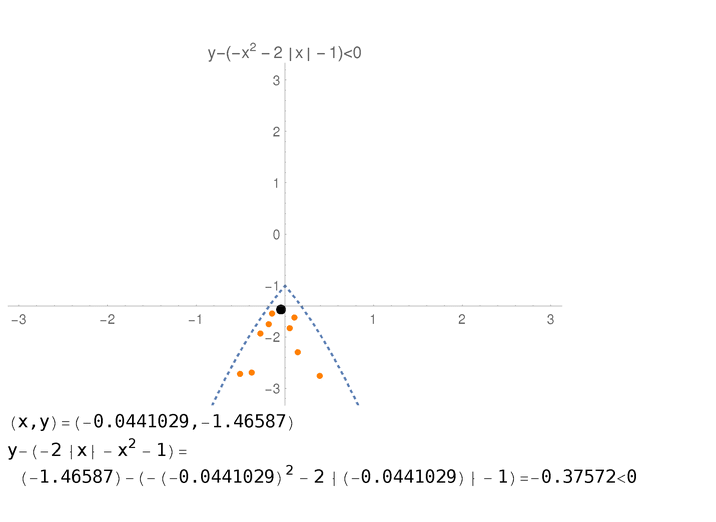 y−(−x² − 2 |x| − 1)<0
3
2
1
0
−1
−3 −2 −1 1 2 3
−2
−3
(x,y)=(−0.0441029,−1.46587)
y−(−2 |x| − x² − 1)=
(−1.46587)−(−(−0.0441029)² − 2 |(−0.0441029)| − 1)=−0.37572<0